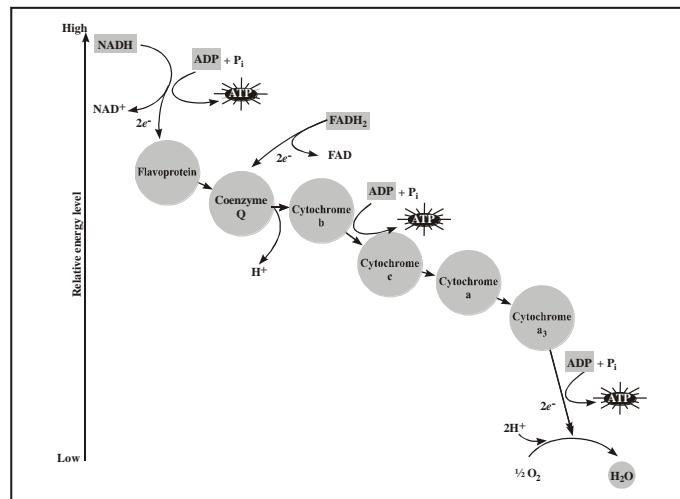 High
NADH
ADP + Pi
ATP
NAD+
2e-
FADH2
2e-
FAD
Flavoprotein
Coenzyme
Q
Cytochrome
b
ADP + Pi
ATP
H+
Cytochrome
c
Cytochrome
a
Cytochrome
a3
Relative energy level
ADP + Pi
ATP
2e-
2H+
½ O2
H2O
Low